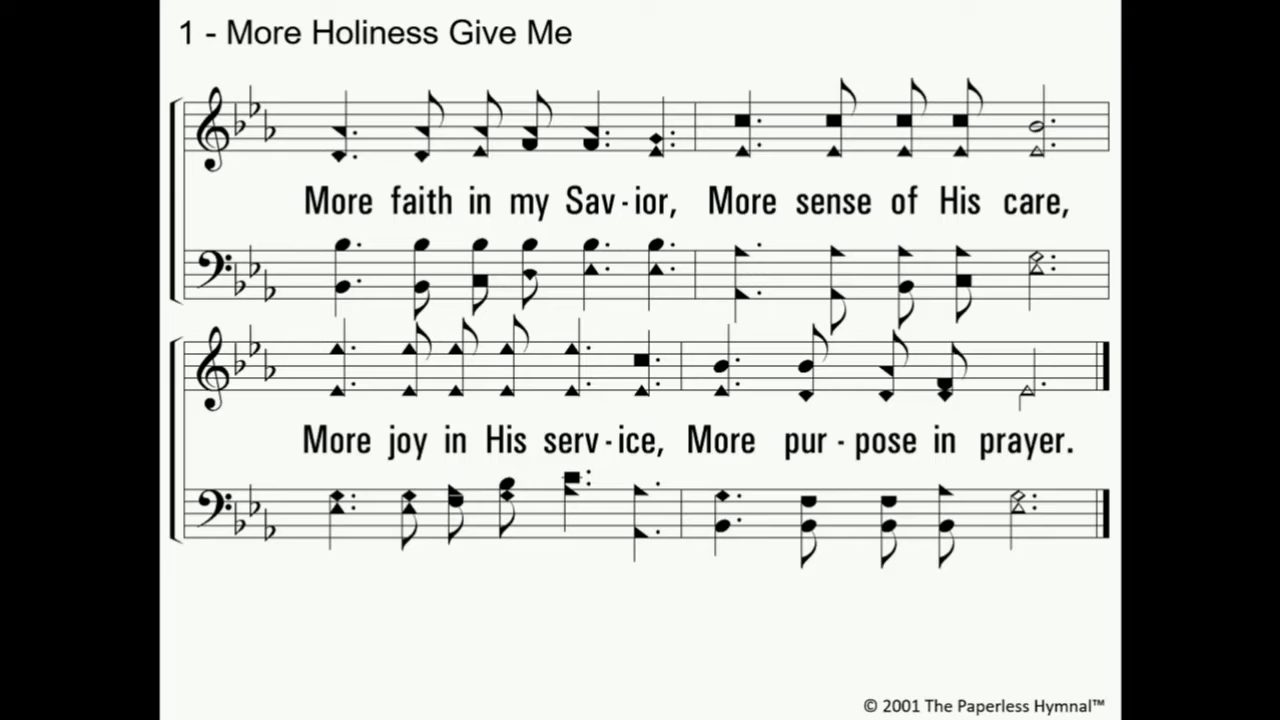 1 - More Holiness Give Me
More faith in my Sav-ior, More sense of His care,
More joy in His serv-ice, More pur-pose in prayer.
© 2001 The Paperless Hymnal™